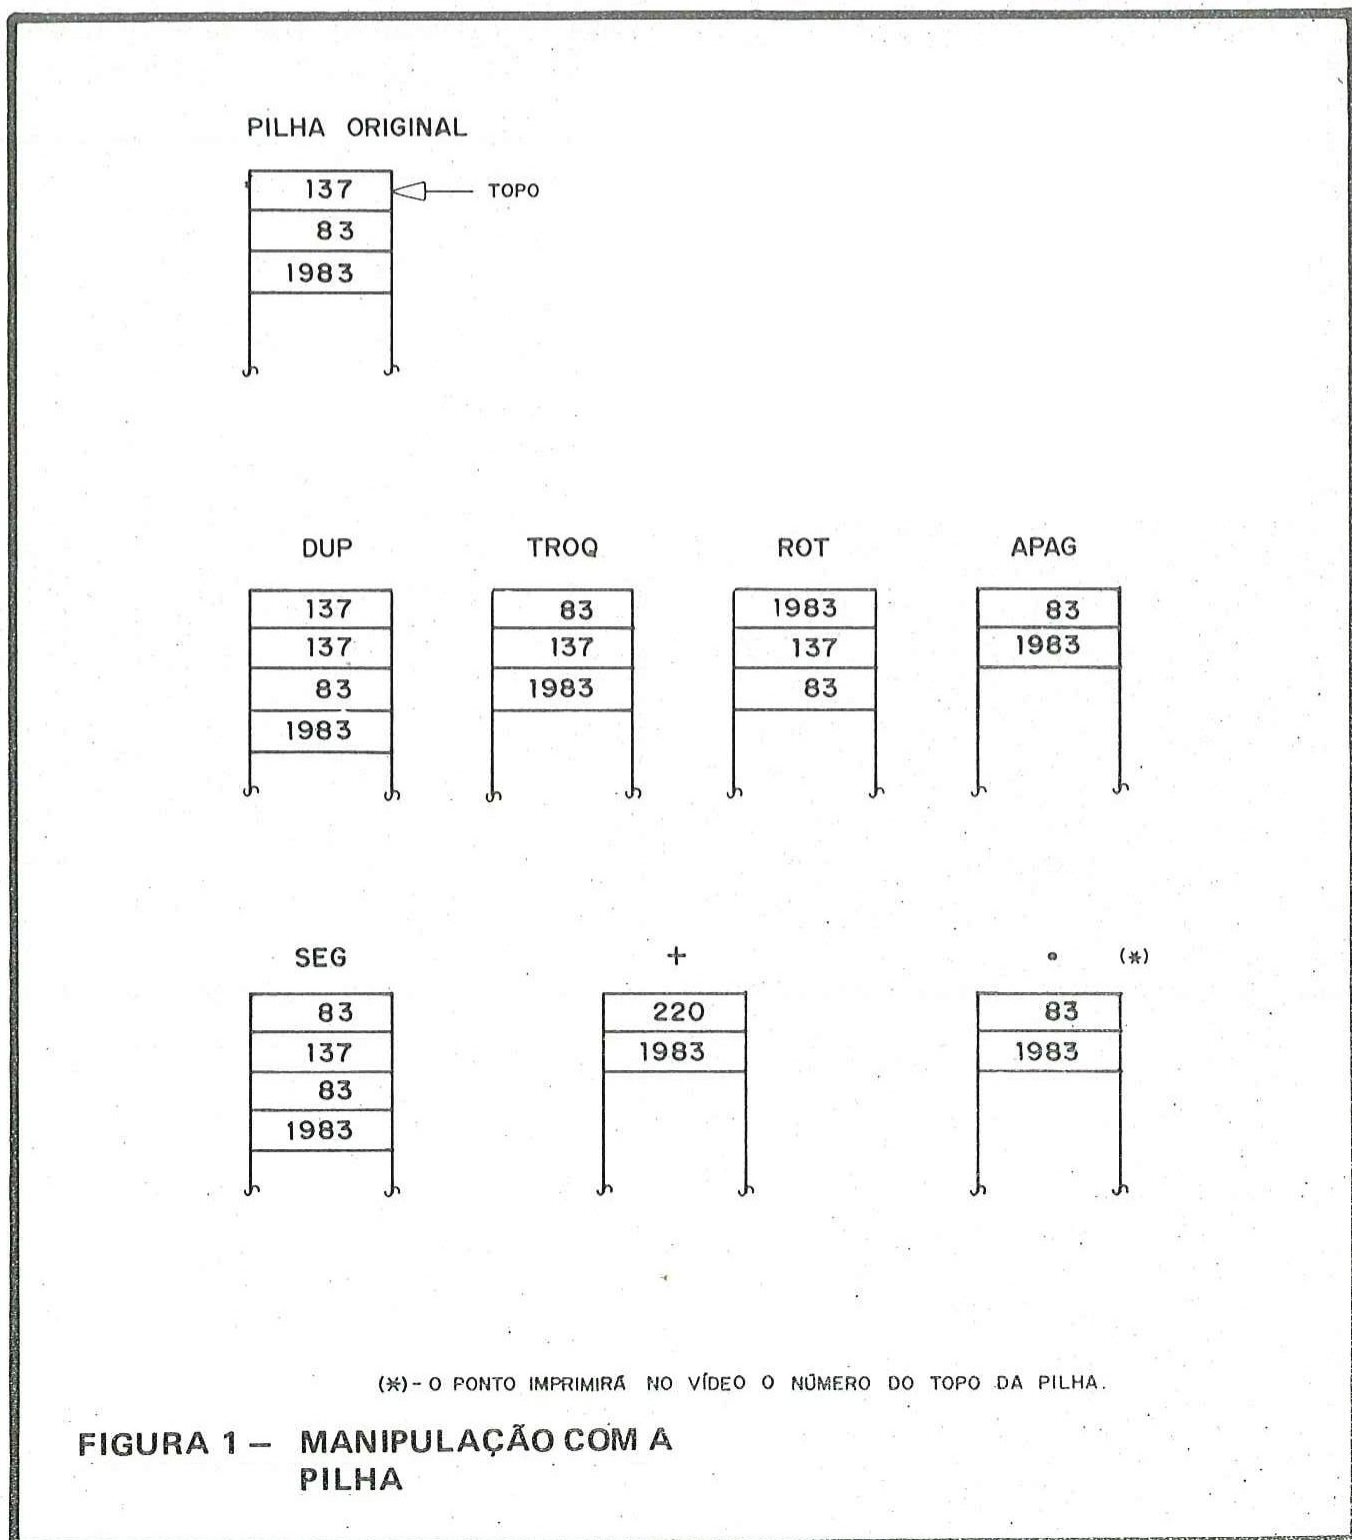 PILHA ORIGINAL
137 TOPO
83
1983
DUP TROQ ROT APAG
137 83 1983 83
137 137 137 1983
83 1983 83
1983
SEG + • (*)
83 220 83
137 1983 1983
83
1983
(*)- O PONTO IMPRIMIRÁ NO VÍDEO O NÚMERO DO TOPO DA PILHA.
FIGURA 1 – MANIPULAÇÃO COM A
PILHA